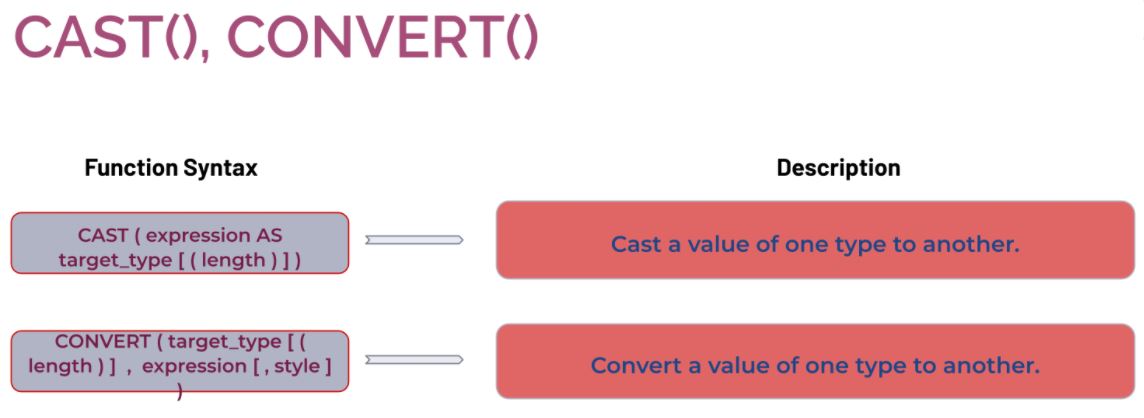 CAST(), CONVERT()
Function Syntax
Description
CAST ( expression AS
target_type [ ( length ) ] )
Cast a value of one type to another.
CONVERT ( target_type [ (
length ) ] , expression [ , style ]
)
Convert a value of one type to another.